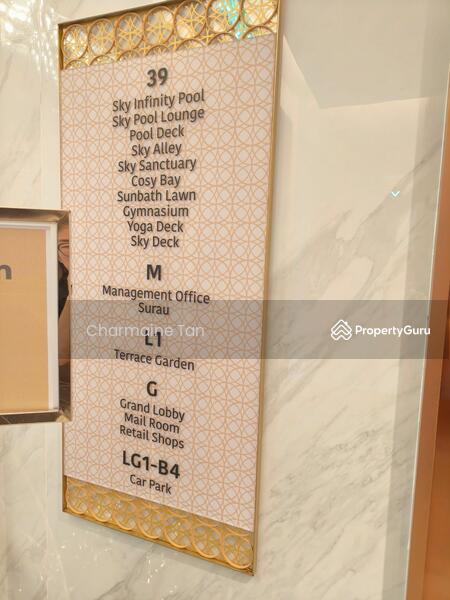 39
Sky Infinity Pool
Sky Pool Lounge
Pool Deck
Sky Alley
Sky Sanctuary
Cosy Bay
Sunbath Lawn
Gymnasium
Yoga Deck
Sky Deck
M
Management Office
Surau
Charmaine Tan
PropertyGuru
L1
Terrace Garden
G
Grand Lobby
Mail Room
Retail Shops
LG1-B4
Car Park